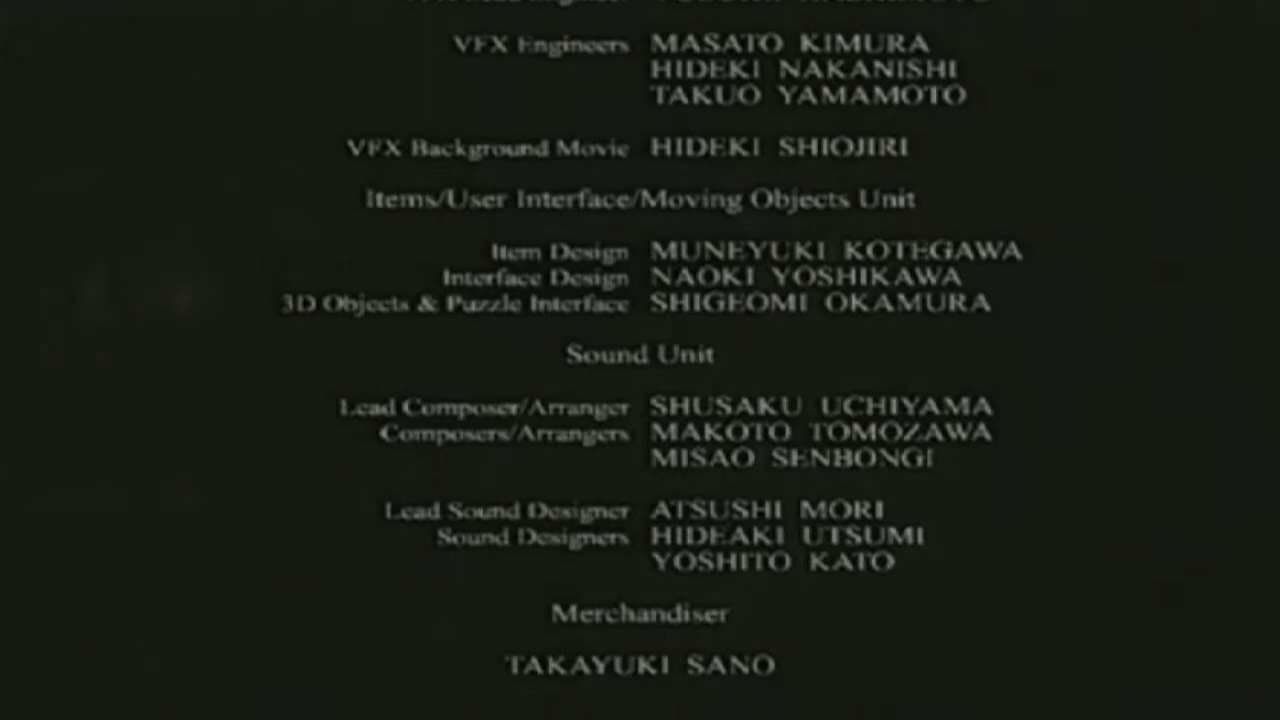 VFX Engineers MASATO KIMURA
HIDEKI NAKANISHI
TAKUO YAMAMOTO
VFX Background Movie HIDEKI SHIOJIRI
Items/User Interface/Moving Objects Unit
Item Design MUNEYUKI KOTEGAWA
Interface Design NAOKI YOSHIKAWA
3D Objects & Puzzle Interface SHIGEOMI OKAMURA
Sound Unit
Lead Composer/Arranger SHUSAKU UCHIYAMA
Composers/Arrangers MAKOTO TOMOZAWA
MISAO SENBONGI
Lead Sound Designer ATSUSHI MORI
Sound Designers HIDEAKI UTSUMI
YOSHITO KATO
Merchandiser
TAKAYUKI SANO